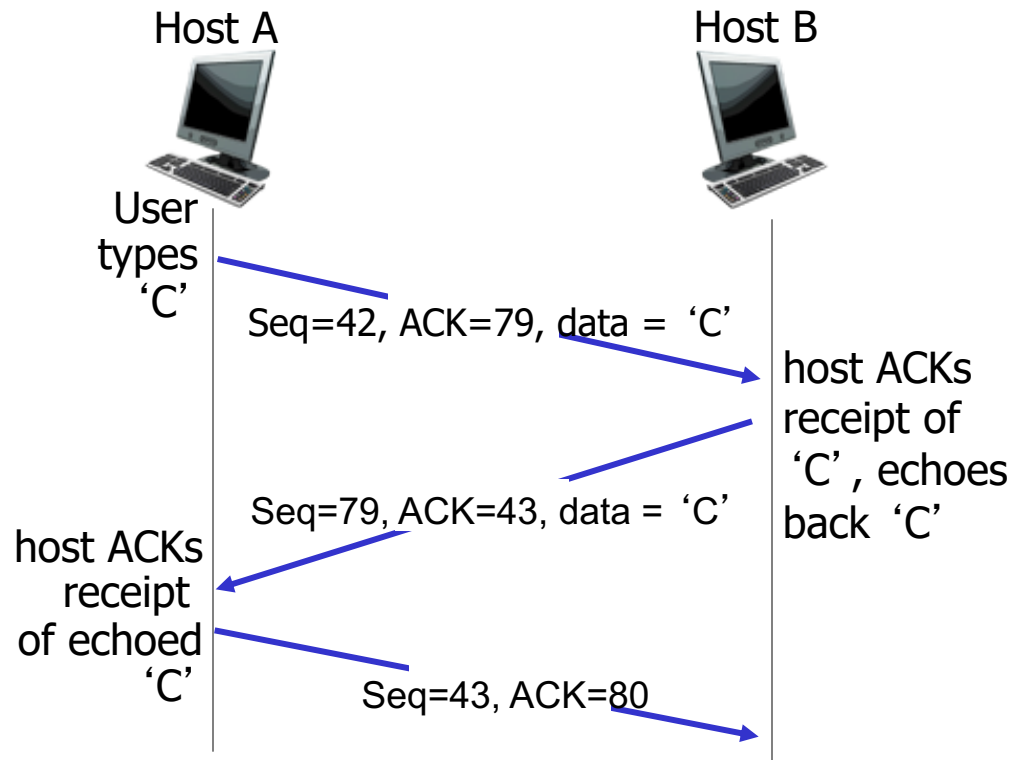 Host A
Host B
User
types
‘C’
Seq=42, ACK=79, data = ‘C’
host ACKs
receipt of
‘C’, echoes
back ‘C’
Seq=79, ACK=43, data = ‘C’
host ACKs
receipt
of echoed
‘C’
Seq=43, ACK=80